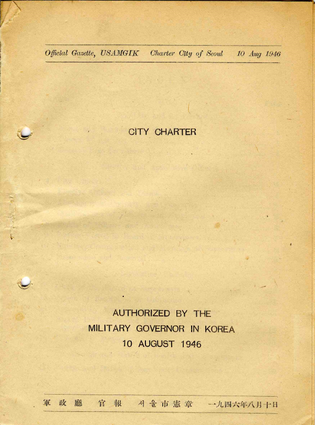 Official Gazette, USAMGIK Charter City of Seoul 10 Aug 1946
CITY CHARTER
AUTHORIZED BY THE
MILITARY GOVERNOR IN KOREA
10 AUGUST 1946
軍政廳 官報 서울市憲章 一九四六年八月十日